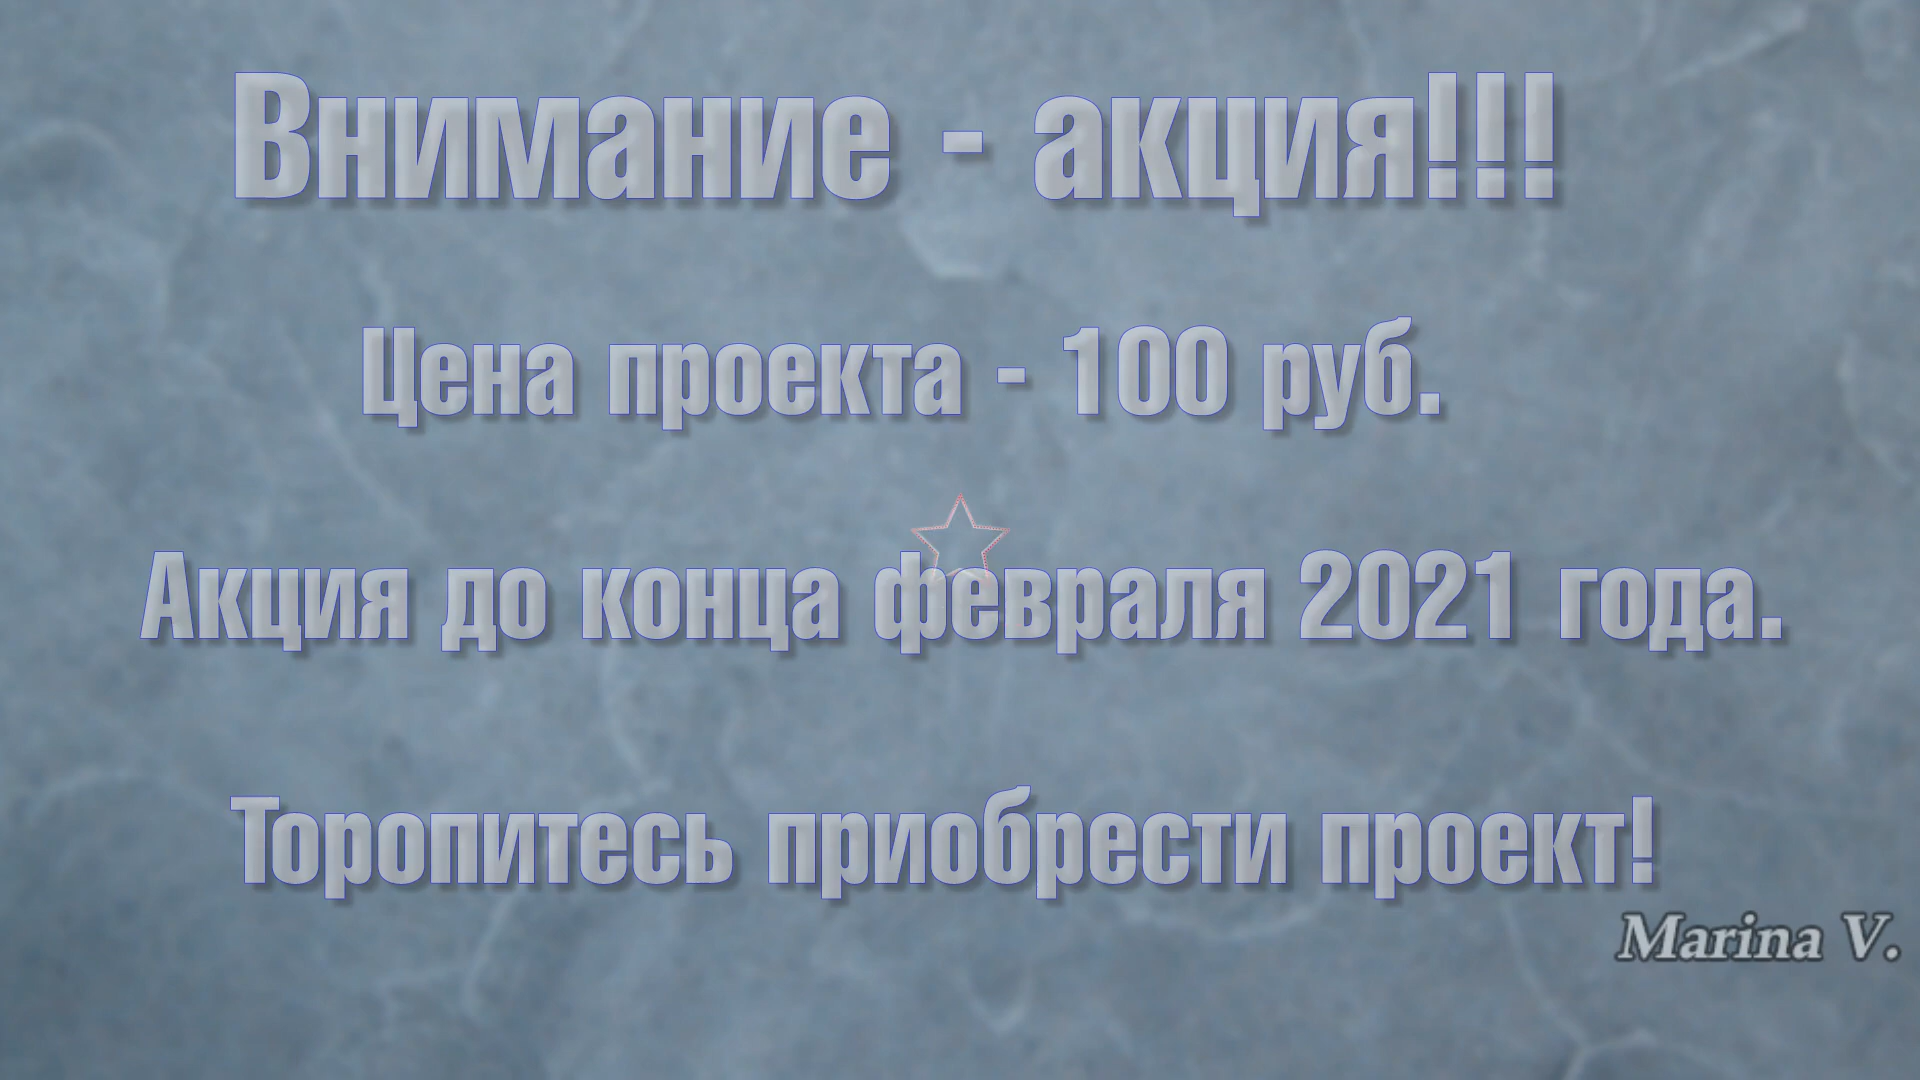 Внимание - акция!!!
Цена проекта - 100 руб.
Акция до конца февраля 2021 года.
Торопитесь приобрести проект!
Marina V.